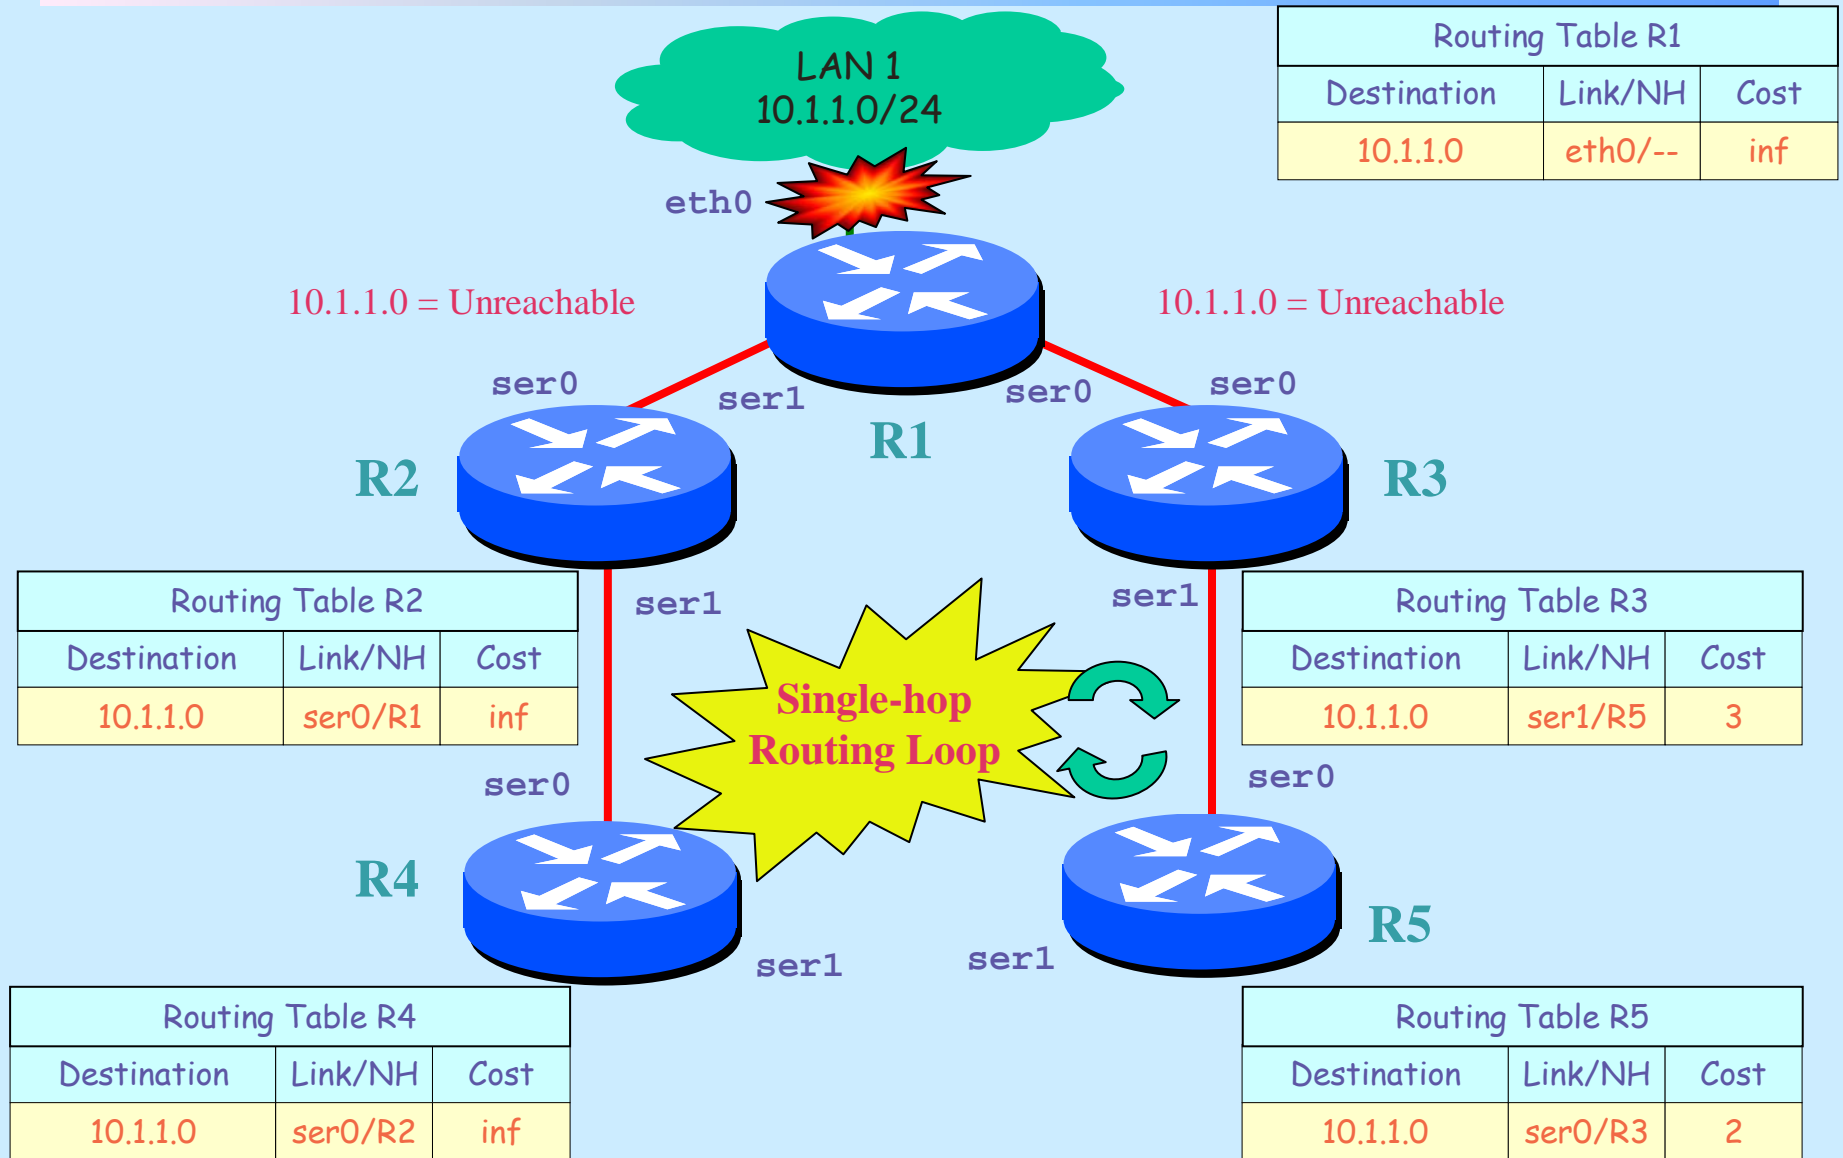 LAN 1
10.1.1.0/24
Routing Table R1
Destination Link/NH Cost
10.1.1.0 eth0/-- inf
eth0
10.1.1.0 = Unreachable
10.1.1.0 = Unreachable
ser0
ser1
ser0
ser0
R1
R2
R3
Routing Table R2
Destination Link/NH Cost
10.1.1.0 ser0/R1 inf
ser1
ser1
Routing Table R3
Destination Link/NH Cost
10.1.1.0 ser1/R5 3
Single-hop
Routing Loop
ser0
ser0
R4
R5
ser1
ser1
Routing Table R4
Destination Link/NH Cost
10.1.1.0 ser0/R2 inf
Routing Table R5
Destination Link/NH Cost
10.1.1.0 ser0/R3 2